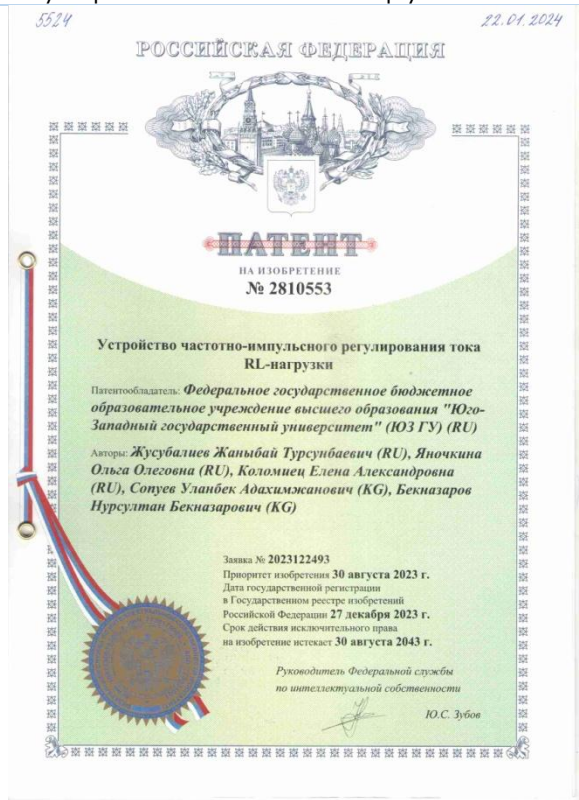 5524
22.01.2024
РОССИЙСКАЯ ФЕДЕРАЦИЯ
ПАТЕНТ
НА ИЗОБРЕТЕНИЕ
№ 2810553
Устройство частотно-импульсного регулирования тока
RL-нагрузки
Патентообладатель: Федеральное государственное бюджетное
образовательное учреждение высшего образования "Юго-
Западный государственный университет" (ЮЗ ГУ) (RU)
Авторы: Жусубалиев Жаныбай Турсунбаевич (RU), Яночкина
Ольга Олеговна (RU), Коломиец Елена Александровна
(RU), Сопуев Уланбек Адахимжанович (KG), Бекназаров
Нурсултан Бекназарович (KG)
Заявка № 2023122493
Приоритет изобретения 30 августа 2023 г.
Дата государственной регистрации
в Государственном реестре изобретений
Российской Федерации 27 декабря 2023 г.
Срок действия исключительного права
на изобретение истекает 30 августа 2043 г.
Руководитель Федеральной службы
по интеллектуальной собственности
Ю.С. Зубов